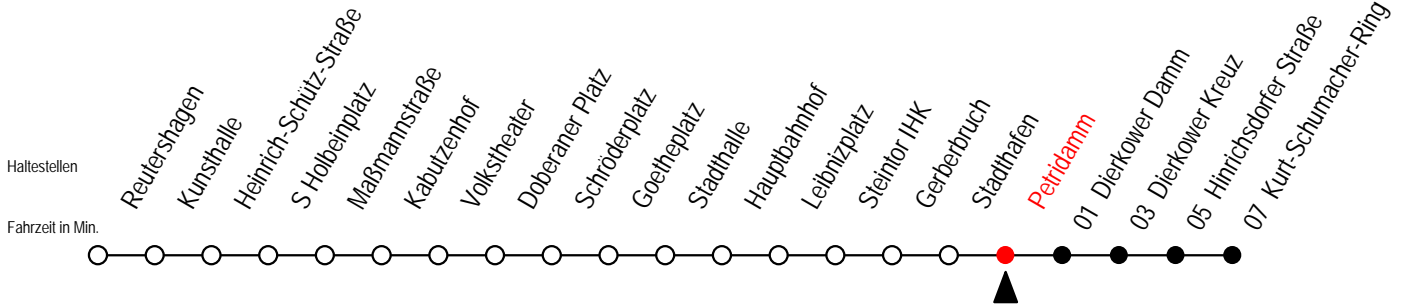 Haltestellen
Fahrzeit in Min.
Reutershagen
Kunsthalle
Heinrich-Schütz-Straße
S Holbeinplatz
Maßmannstraße
Kabutzenhof
Volkstheater
Doberaner Platz
Schröderplatz
Goetheplatz
Stadthalle
Hauptbahnhof
Leibnizplatz
Steintor IHK
Gerberbruch
Stadthafen
Petridamm
01 Dierkower Damm
03 Dierkower Kreuz
05 Hinrichsdorfer Straße
07 Kurt-Schumacher-Ring